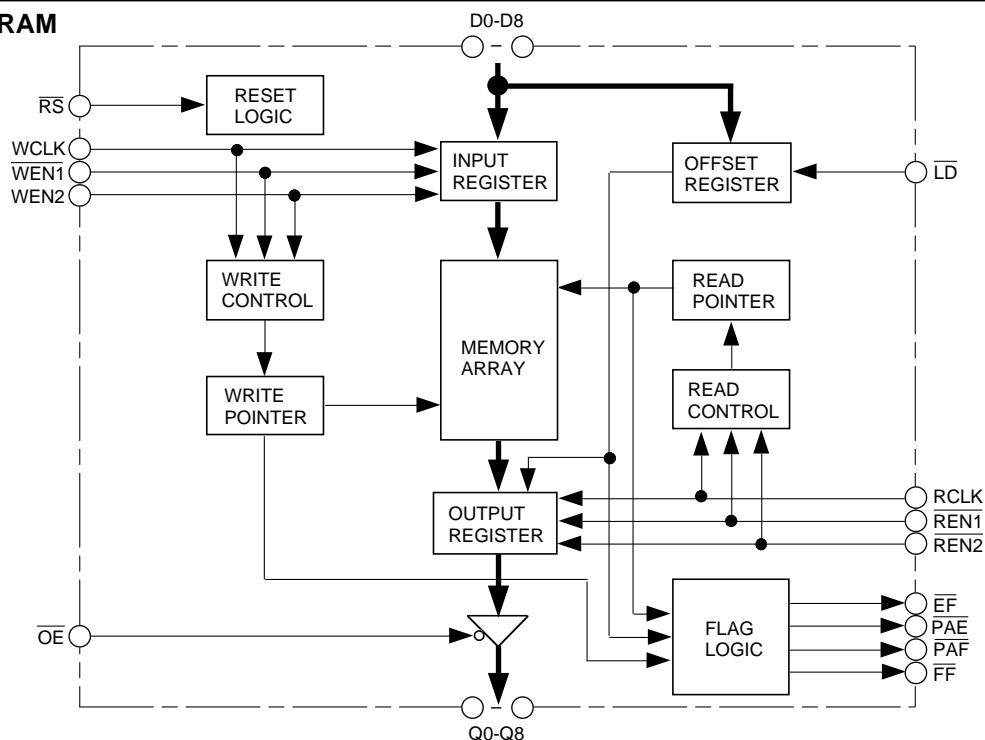 RAM
D0-D8
RS
RESET
LOGIC
WCLK
WEN1
WEN2
INPUT
REGISTER
OFFSET
REGISTER
LD
WRITE
CONTROL
READ
POINTER
MEMORY
ARRAY
WRITE
POINTER
READ
CONTROL
OUTPUT
REGISTER
RCLK
REN1
REN2
OE
FLAG
LOGIC
EF
PAE
PAF
FF
Q0-Q8